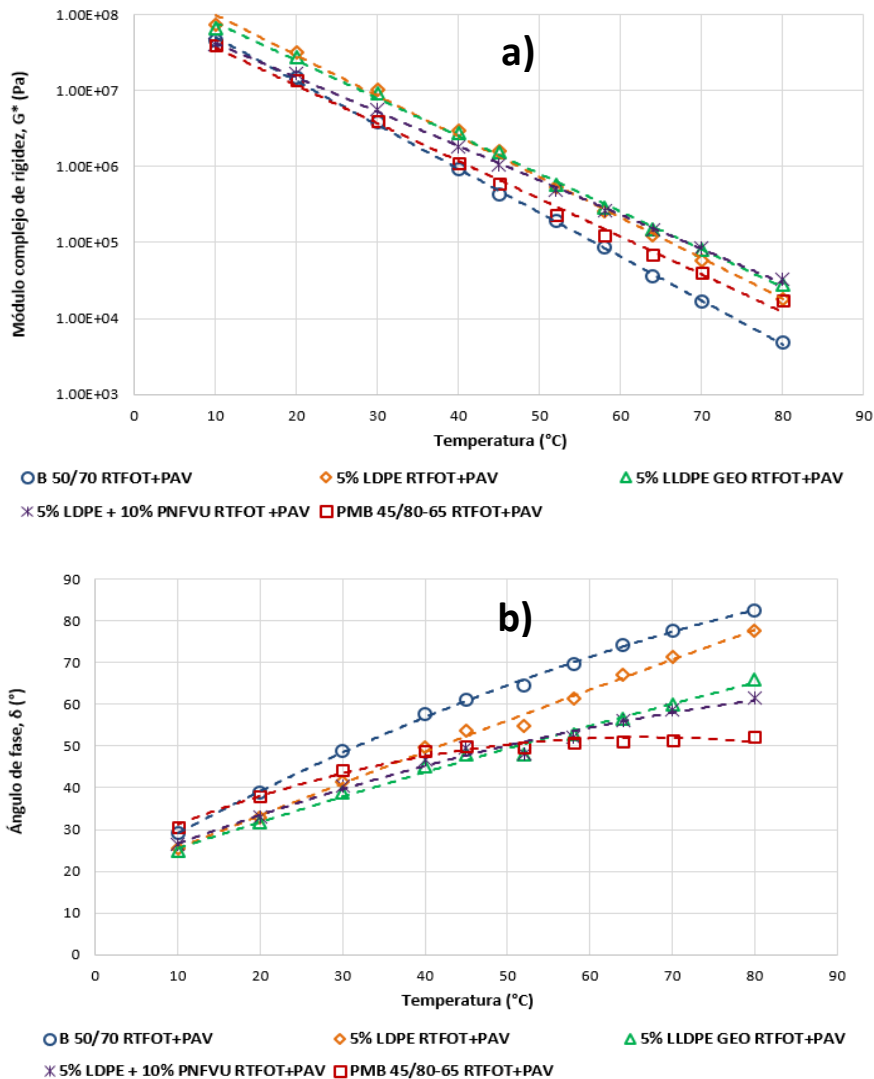 a)
Módulo complejo de rigidez, G* (Pa)
1.00E+08
1.00E+07
1.00E+06
1.00E+05
1.00E+04
1.00E+03
0 10 20 30 40 50 60 70 80 90
Temperatura (°C)
B 50/70 RTFOT+PAV 5% LDPE RTFOT+PAV 5% LLDPE GEO RTFOT+PAV
5% LDPE + 10% PNFVU RTFOT +PAV PMB 45/80-65 RTFOT+PAV
b)
Ángulo de fase, δ (°)
90
80
70
60
50
40
30
20
10
0
0 10 20 30 40 50 60 70 80 90
Temperatura (°C)
B 50/70 RTFOT+PAV 5% LDPE RTFOT+PAV 5% LLDPE GEO RTFOT+PAV
5% LDPE + 10% PNFVU RTFOT+PAV PMB 45/80-65 RTFOT+PAV